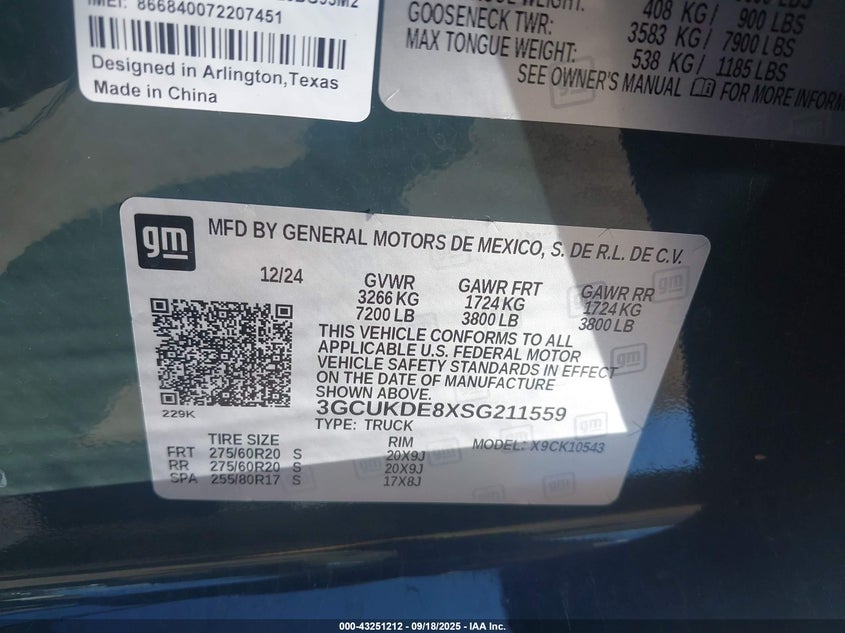 IMEI: 866840072207451
Designed in Arlington,Texas
Made in China
408 KG / 900 LBS
GOOSENECK TWR: 3583 KG / 7900 LBS
MAX TONGUE WEIGHT: 538 KG / 1185 LBS
SEE OWNER'S MANUAL FOR MORE INFORM
gm
MFD BY GENERAL MOTORS DE MEXICO, S. DE R.L. DE C.V.
12/24 GVWR GAWR FRT GAWR RR
3266 KG 1724 KG 1724 KG
7200 LB 3800 LB 3800 LB
THIS VEHICLE CONFORMS TO ALL
APPLICABLE U.S. FEDERAL MOTOR
VEHICLE SAFETY STANDARDS IN EFFECT
ON THE DATE OF MANUFACTURE
SHOWN ABOVE.
229K
3GCUKDE8XSG211559
TYPE: TRUCK MODEL: X9CK10543
TIRE SIZE RIM
FRT 275/60R20 S 20X9J
RR 275/60R20 S 20X9J
SPA 255/80R17 S 17X8J
000-43251212 - 09/18/2025 - IAA Inc.